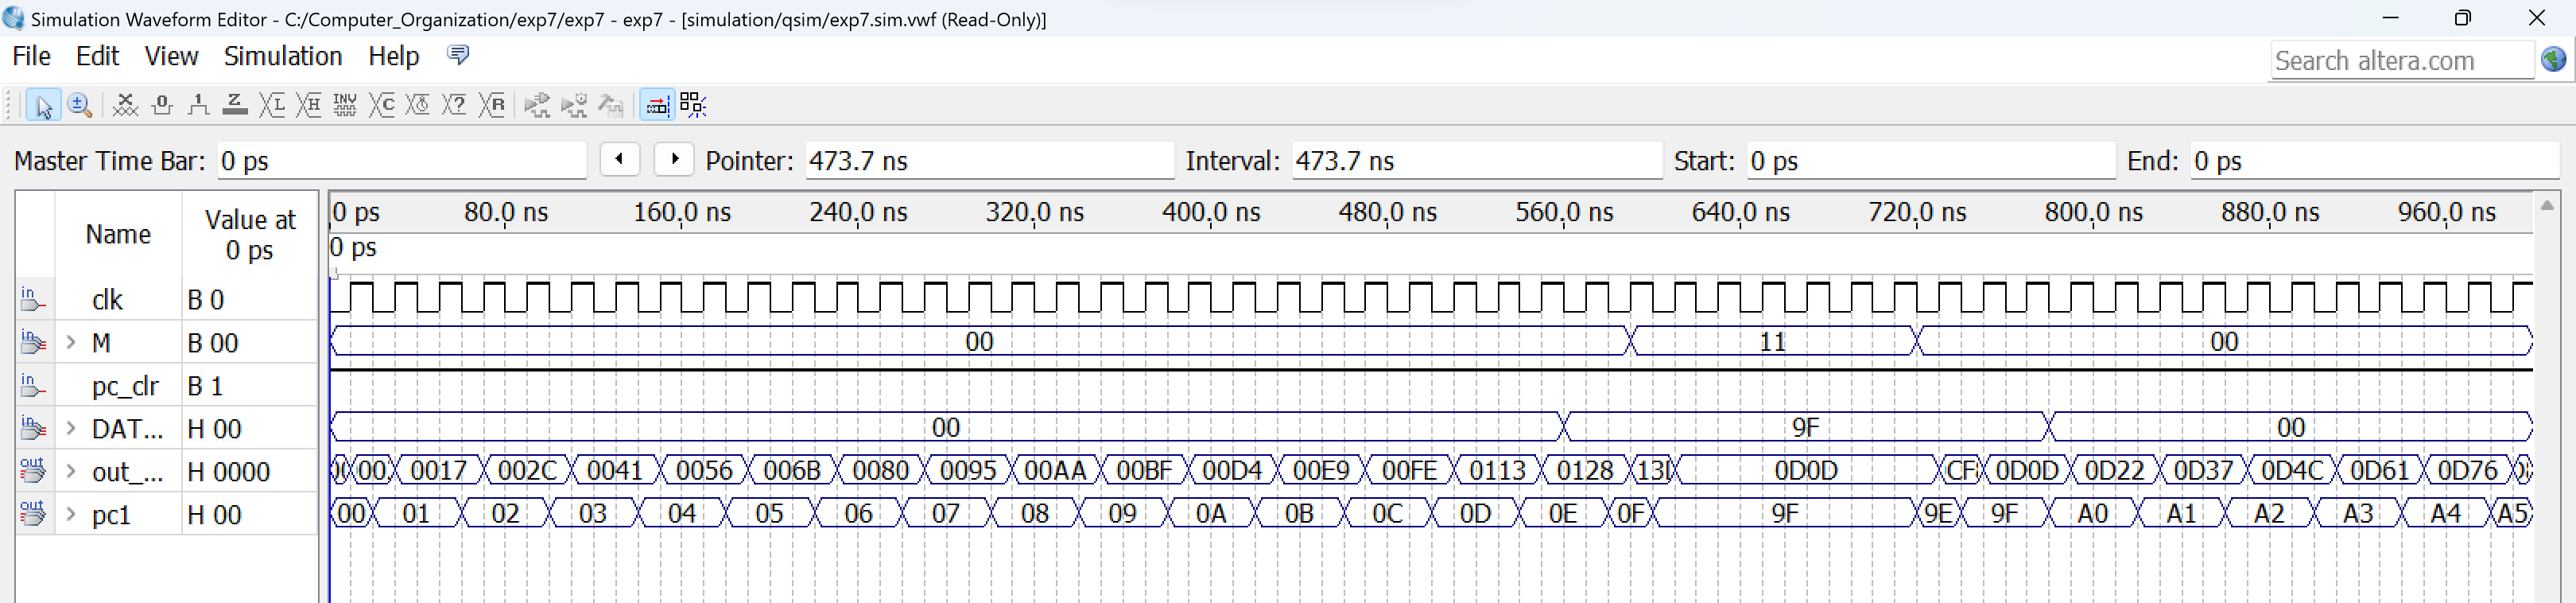 Simulation Waveform Editor - C:/Computer_Organization/exp7/exp7 - exp7 - [simulation/qsim/exp7.sim.vwf (Read-Only)]
File Edit View Simulation Help Search altera.com
Master Time Bar: 0 ps Pointer: 473.7 ns Interval: 473.7 ns Start: 0 ps End: 0 ps
Name Value at 0 ps
0 ps 80.0 ns 160.0 ns 240.0 ns 320.0 ns 400.0 ns 480.0 ns 560.0 ns 640.0 ns 720.0 ns 800.0 ns 880.0 ns 960.0 ns
0 ps
in clk B 0
in M B 00 00 11 00
in pc_clr B 1
in DAT... H 00 00 9F 00
out out_... H 0000 0017 002C 0041 0056 006B 0080 0095 00AA 00BF 00D4 00E9 00FE 0113 0128 0D0D 0D0D 0D22 0D37 0D4C 0D61 0D76
out pc1 H 00 00 01 02 03 04 05 06 07 08 09 0A 0B 0C 0D 0E 0F 9F 9E 9F A0 A1 A2 A3 A4 A5